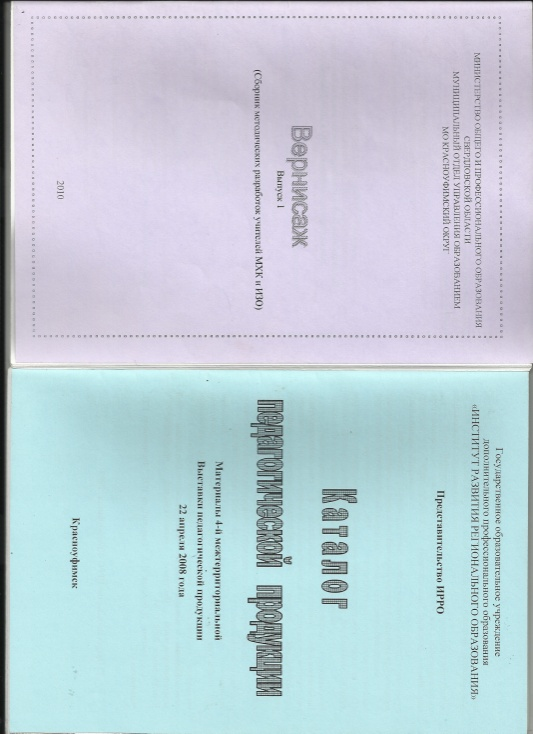 МИНИСТЕРСТВО ОБЩЕГО И ПРОФЕССИОНАЛЬНОГО ОБРАЗОВАНИЯ
СВЕРДЛОВСКОЙ ОБЛАСТИ
МУНИЦИПАЛЬНЫЙ ОТДЕЛ УПРАВЛЕНИЯ ОБРАЗОВАНИЕМ
МО КРАСНОУФИМСКИЙ ОКРУГ
Вернисаж
Выпуск 1
(Сборник методических разработок учителей МХК и ИЗО)
2010
Государственное образовательное учреждение
дополнительного профессионального образования
«ИНСТИТУТ РАЗВИТИЯ РЕГИОНАЛЬНОГО ОБРАЗОВАНИЯ»
Представительство ИРРО
Каталог
педагогической продукции
Материалы 4-й межтерриториальной
Выставки педагогической продукции
22 апреля 2008 года
Красноуфимск